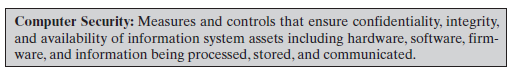 Computer Security: Measures and controls that ensure confidentiality, integrity,
and availability of information system assets including hardware, software, firm-
ware, and information being processed, stored, and communicated.